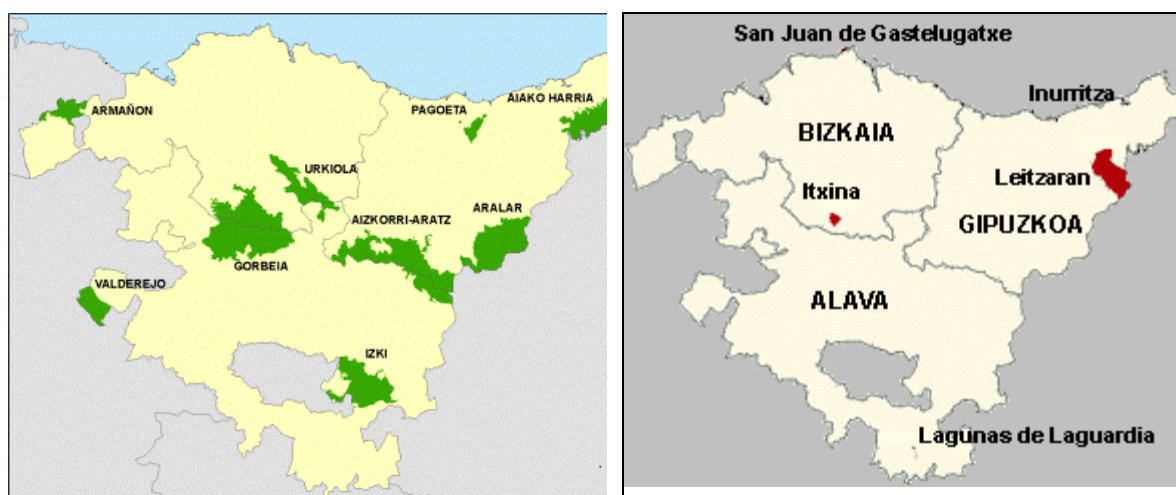 ARMAÑON
PAGOETA
AIAKO HARRIA
URKIOLA
AIZKORRI-ARATZ
ARALAR
GORBEIA
VALDEREJO
IZKI
San Juan de Gastelugatxe
Inurritza
BIZKAIA
Leitzaran
Itxina
GIPUZKOA
ALAVA
Lagunas de Laguardia